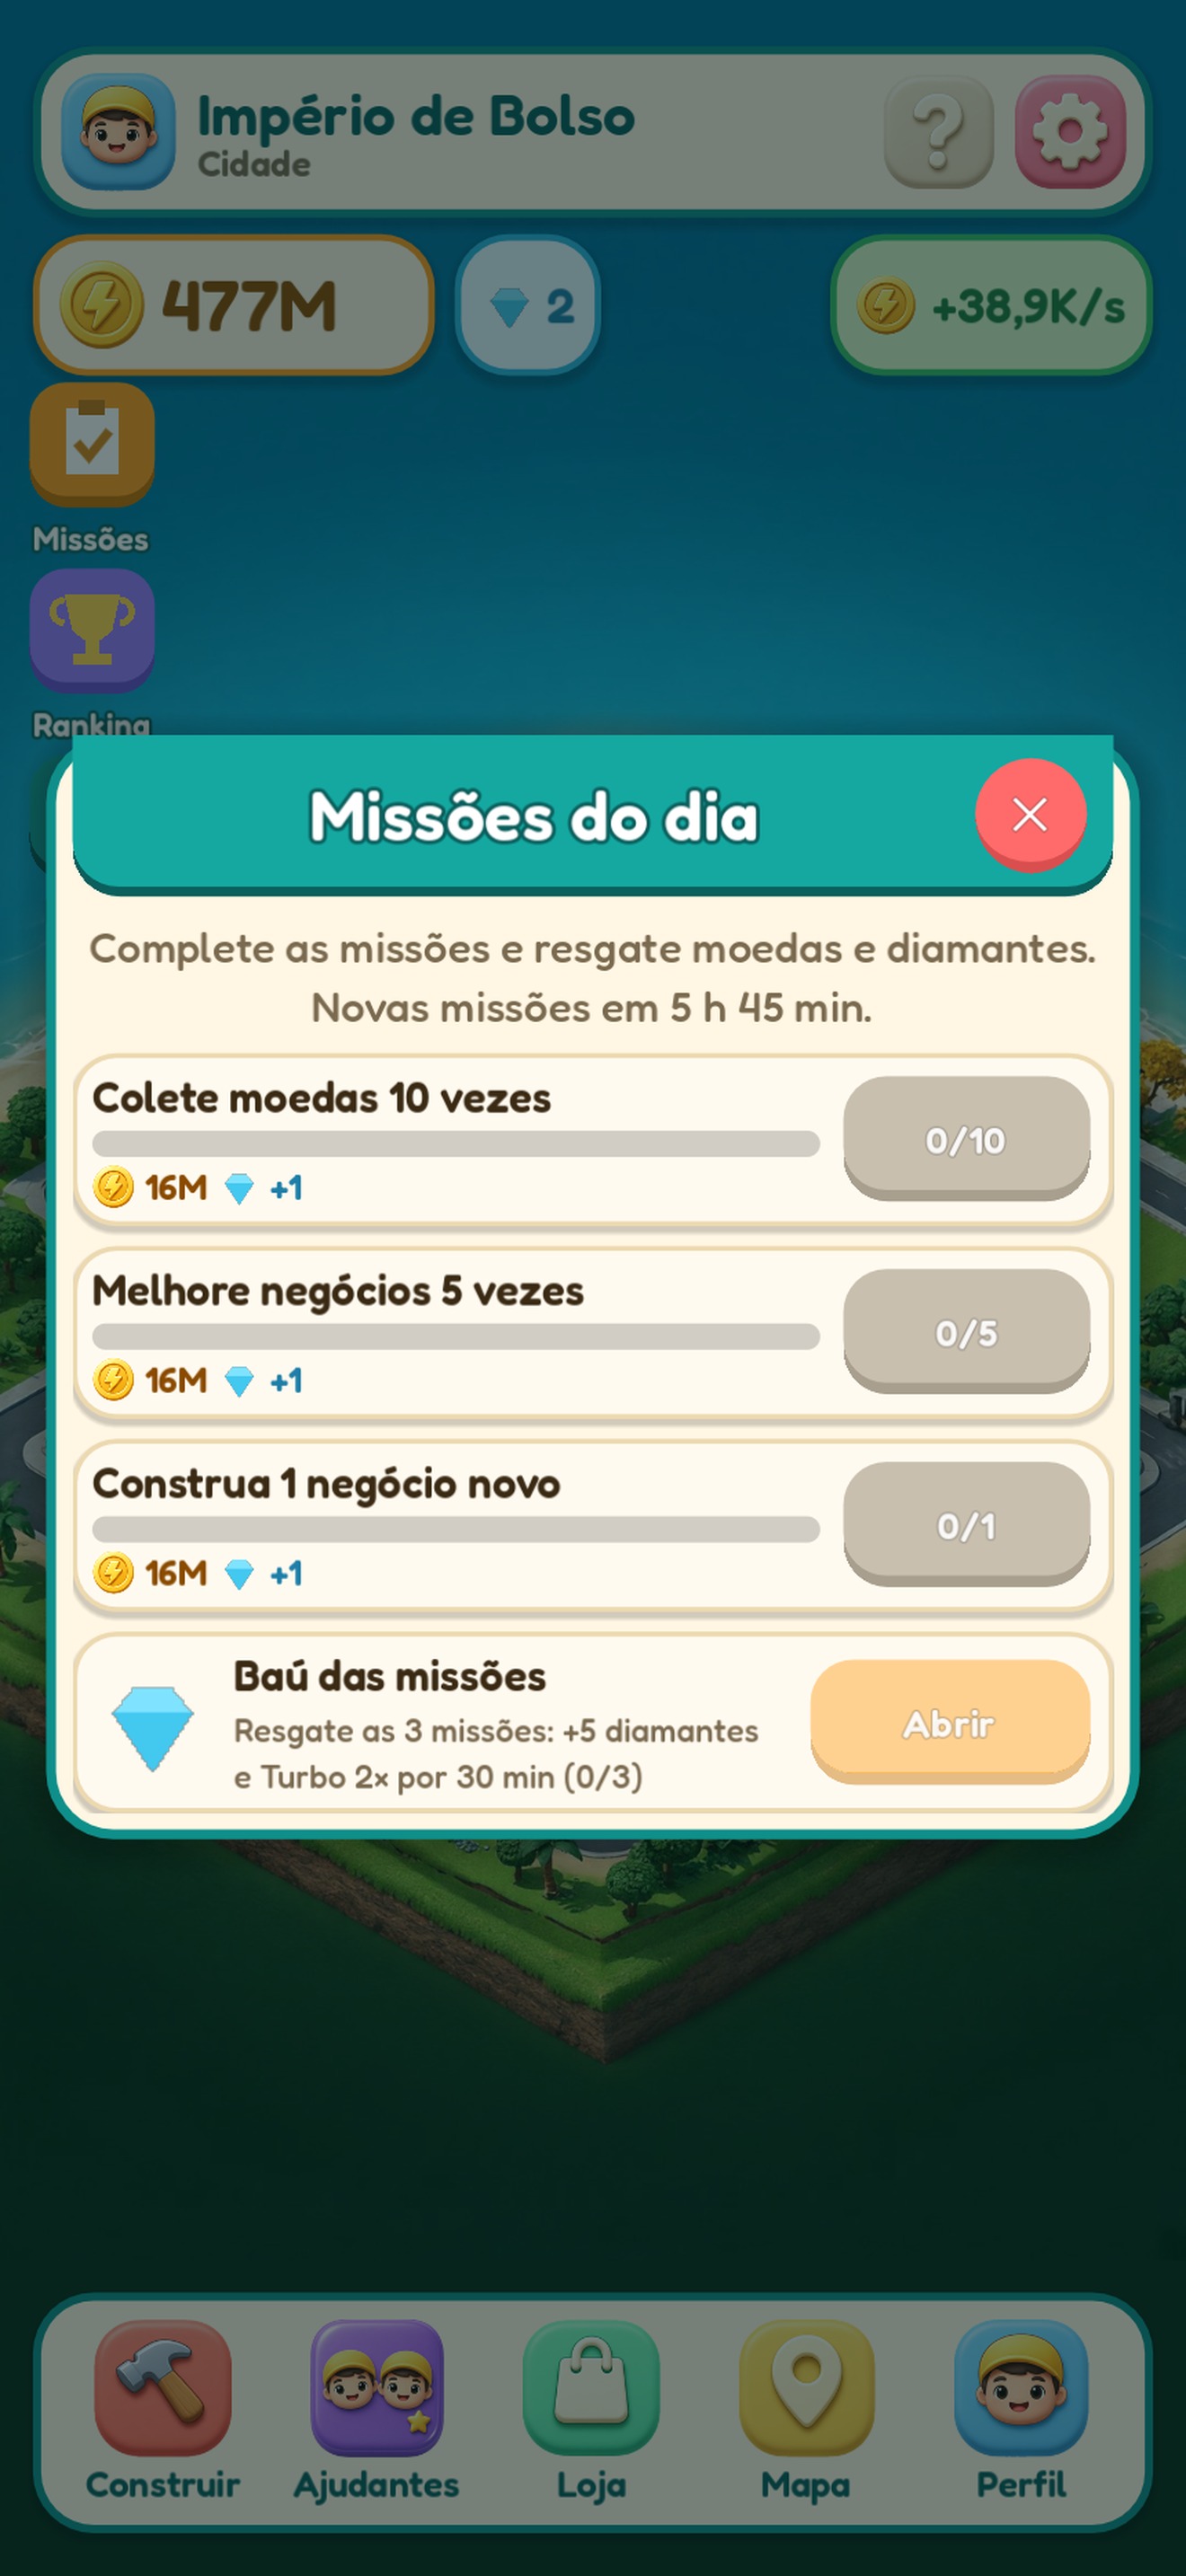 Império de Bolso
Cidade
477M
2
+38,9K/s
Missões
Ranking
Missões do dia
Complete as missões e resgate moedas e diamantes.
Novas missões em 5 h 45 min.
Colete moedas 10 vezes
0/10
16M +1
Melhore negócios 5 vezes
0/5
16M +1
Construa 1 negócio novo
0/1
16M +1
Baú das missões
Resgate as 3 missões: +5 diamantes
e Turbo 2x por 30 min (0/3)
Abrir
Construir
Ajudantes
Loja
Mapa
Perfil